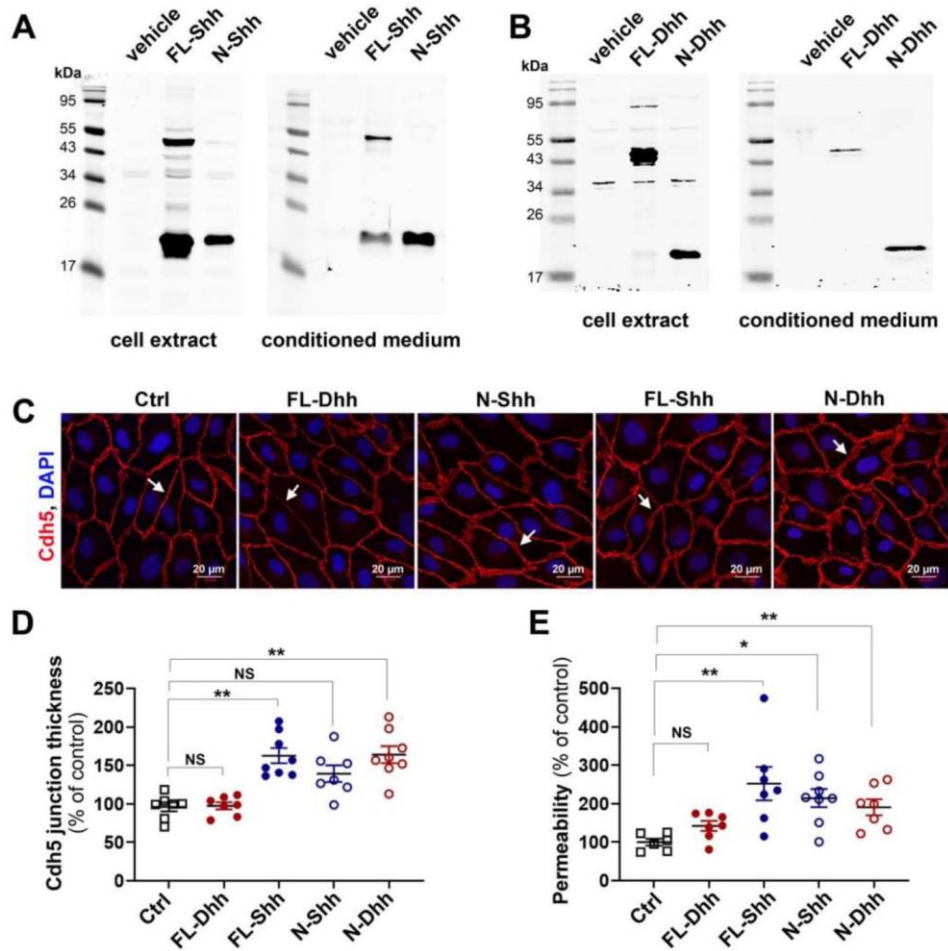 A
vehicle
FL-Shh
N-Shh
vehicle
FL-Shh
N-Shh
kDa
95
55
43
34
26
17
cell extract
conditioned medium
B
vehicle
FL-Dhh
N-Dhh
vehicle
FL-Dhh
N-Dhh
kDa
95
55
43
34
26
17
cell extract
conditioned medium
C
Ctrl
FL-Dhh
N-Shh
FL-Shh
N-Dhh
Cdh5, DAPI
20 µm
20 µm
20 µm
20 µm
20 µm
D
Cdh5 junction thickness
(% of control)
250
200
150
100
50
0
**
NS
**
NS
Ctrl
FL-Dhh
FL-Shh
N-Shh
N-Dhh
E
Permeability (% of control)
500
400
300
200
100
0
**
*
**
NS
Ctrl
FL-Dhh
FL-Shh
N-Shh
N-Dhh